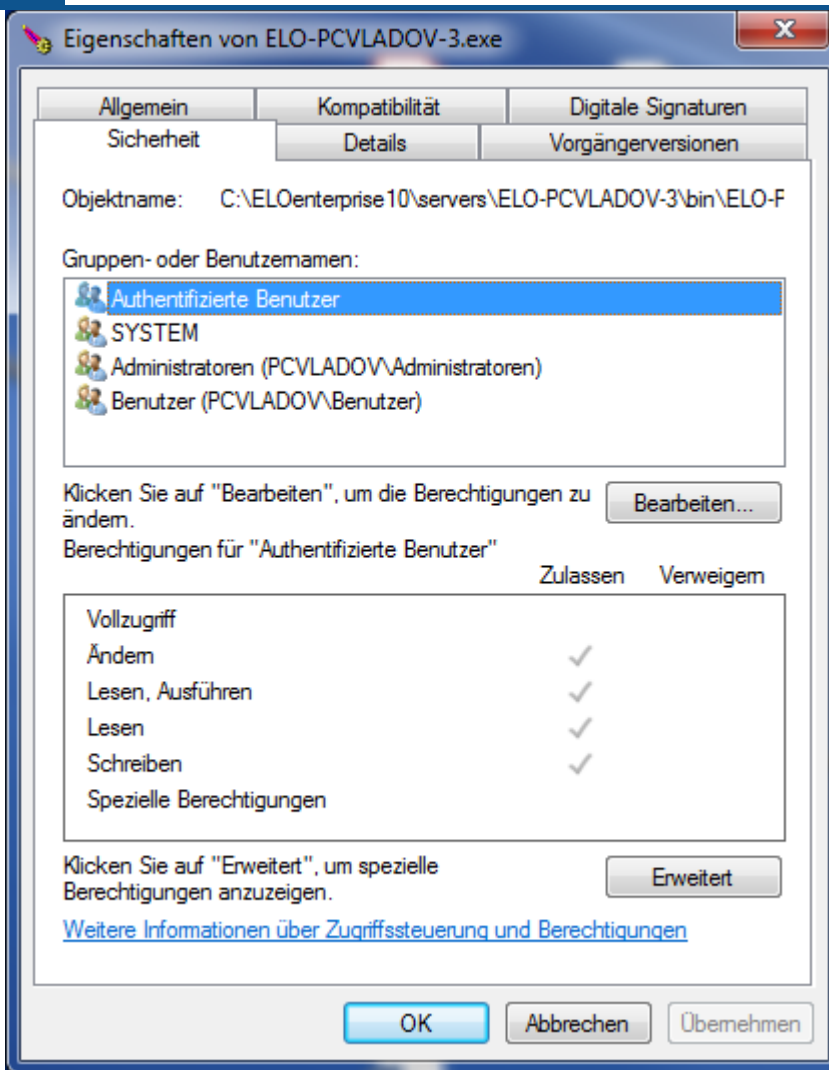 Eigenschaften von ELO-PCVLADOV-3.exe
Allgemein Kompatibilität Digitale Signaturen
Sicherheit Details Vorgängerversionen
Objektname: C:\ELOenterprise10\servers\ELO-PCVLADOV-3\bin\ELO-P
Gruppen- oder Benutzernamen:
Authentifizierte Benutzer
SYSTEM
Administratoren (PCVLADOV\Administratoren)
Benutzer (PCVLADOV\Benutzer)
Klicken Sie auf "Bearbeiten", um die Berechtigungen zu
ändern.
Bearbeiten...
Berechtigungen für "Authentifizierte Benutzer"
Zulassen Verweigern
Vollzugriff
Ändern
Lesen, Ausführen
Lesen
Schreiben
Spezielle Berechtigungen
Klicken Sie auf "Erweitert", um spezielle
Berechtigungen anzuzeigen.
Erweitert
Weitere Informationen über Zugriffssteuerung und Berechtigungen
OK Abbrechen Übernehmen